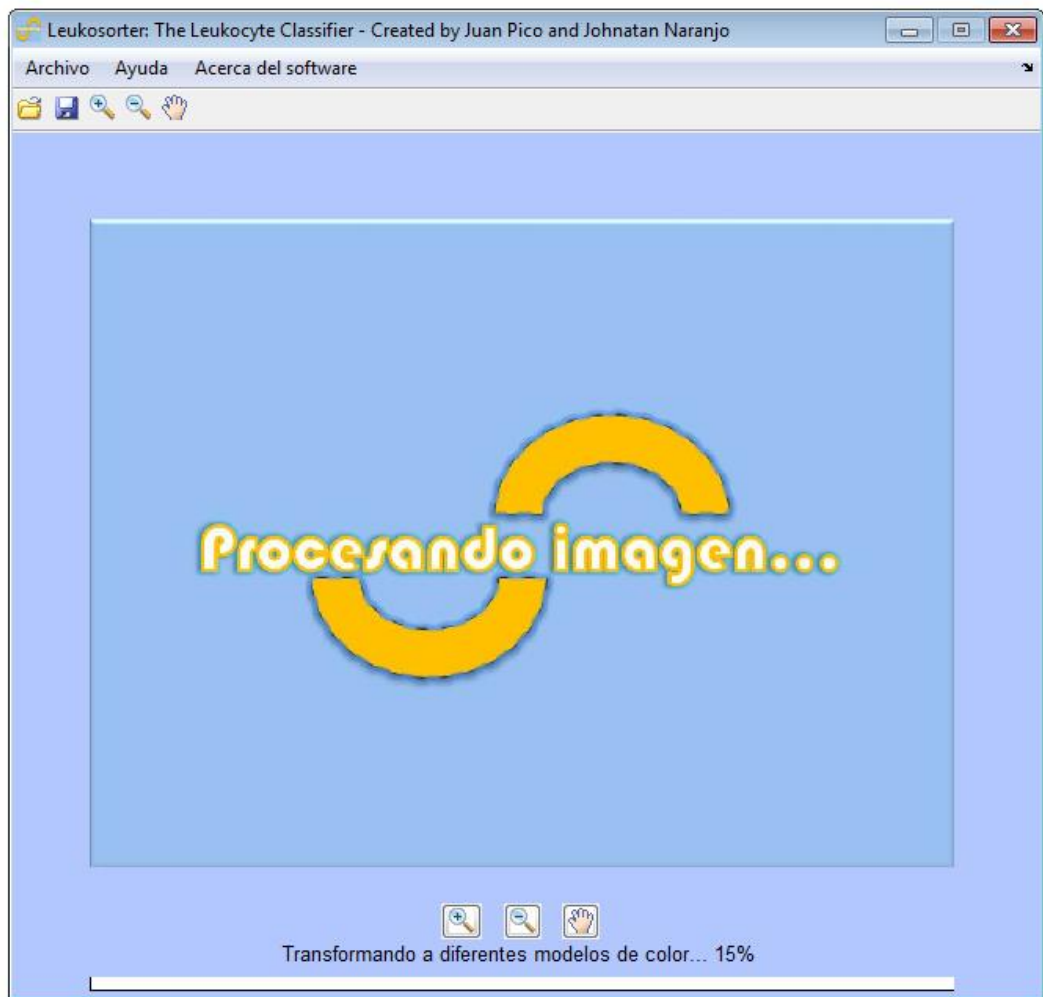 Leukosorter: The Leukocyte Classifier - Created by Juan Pico and Johnatan Naranjo
Archivo Ayuda Acerca del software
Procesando imagen...
Transformando a diferentes modelos de color... 15%